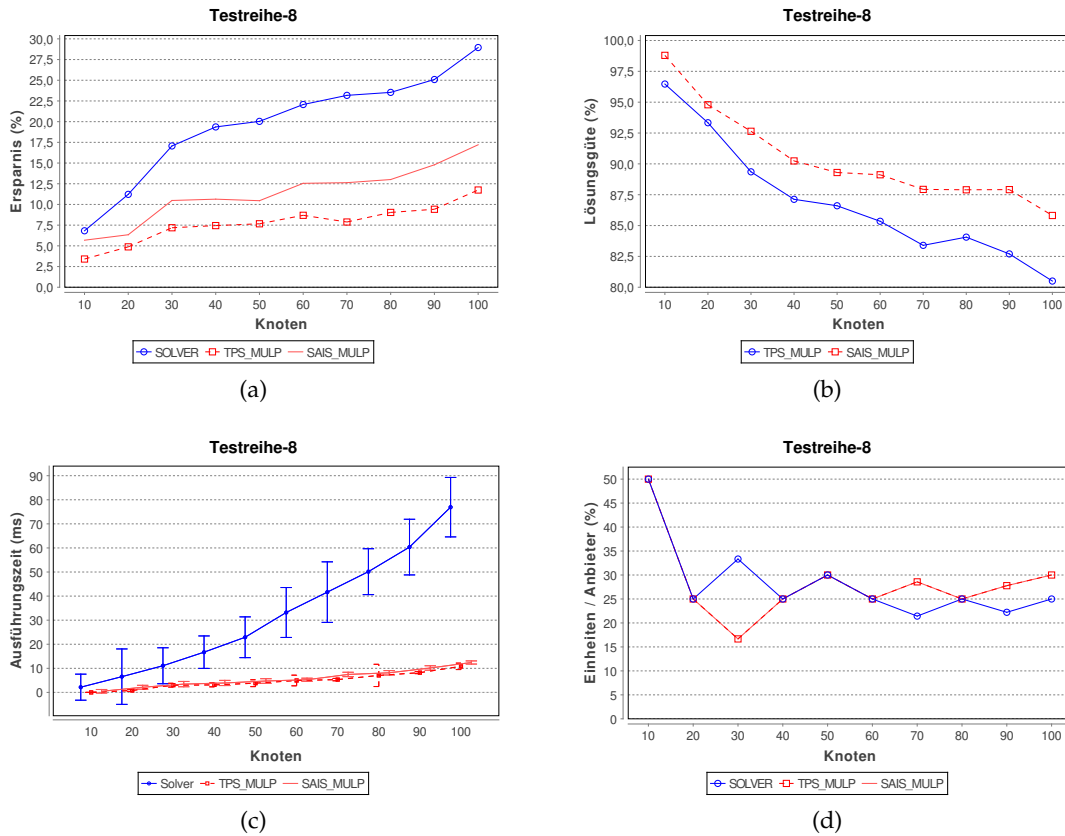 Testreihe-8
30,0
27,5
25,0
22,5
20,0
17,5
15,0
12,5
10,0
7,5
5,0
2,5
0,0
Ersparnis (%)
10 20 30 40 50 60 70 80 90 100
Knoten
SOLVER TPS_MULP SAIS_MULP
(a)
Testreihe-8
100,0
97,5
95,0
92,5
90,0
87,5
85,0
82,5
80,0
Lösungsgüte (%)
10 20 30 40 50 60 70 80 90 100
Knoten
TPS_MULP SAIS_MULP
(b)
Testreihe-8
90
80
70
60
50
40
30
20
10
0
Ausführungszeit (ms)
10 20 30 40 50 60 70 80 90 100
Knoten
Solver TPS_MULP SAIS_MULP
(c)
Testreihe-8
50
45
40
35
30
25
20
15
10
5
0
Einheiten / Anbieter (%)
10 20 30 40 50 60 70 80 90 100
Knoten
SOLVER TPS_MULP SAIS_MULP
(d)